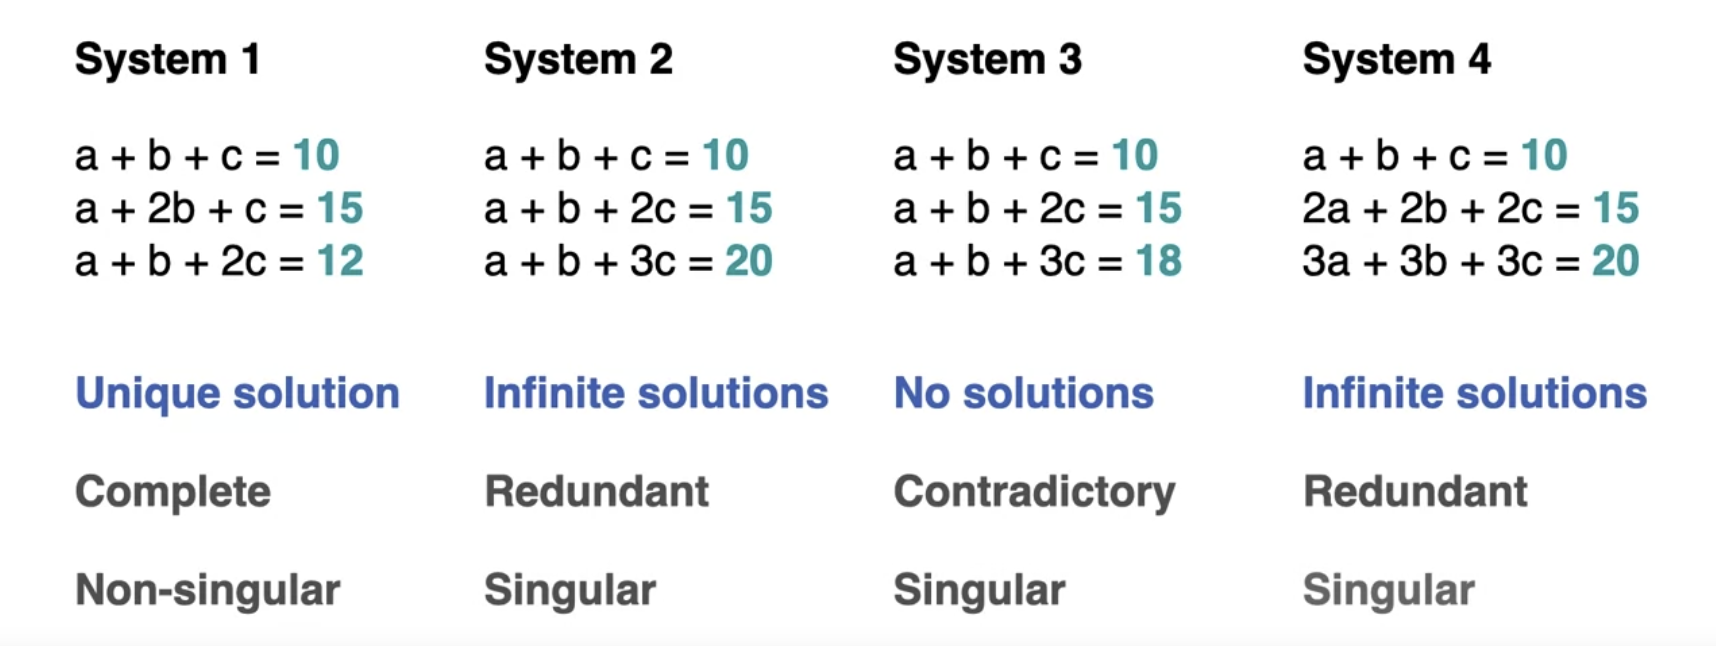 System 1
a + b + c = 10
a + 2b + c = 15
a + b + 2c = 12
Unique solution
Complete
Non-singular
System 2
a + b + c = 10
a + b + 2c = 15
a + b + 3c = 20
Infinite solutions
Redundant
Singular
System 3
a + b + c = 10
a + b + 2c = 15
a + b + 3c = 18
No solutions
Contradictory
Singular
System 4
a + b + c = 10
2a + 2b + 2c = 15
3a + 3b + 3c = 20
Infinite solutions
Redundant
Singular